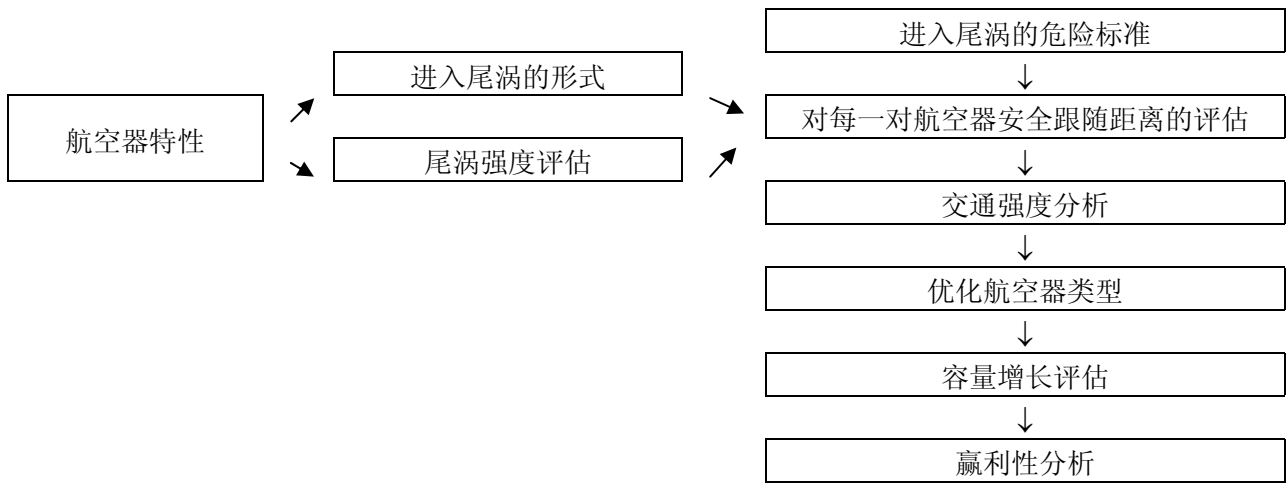 进入尾涡的危险标准
进入尾涡的形式
航空器特性
对每一对航空器安全跟随距离的评估
尾涡强度评估
交通强度分析
优化航空器类型
容量增长评估
赢利性分析